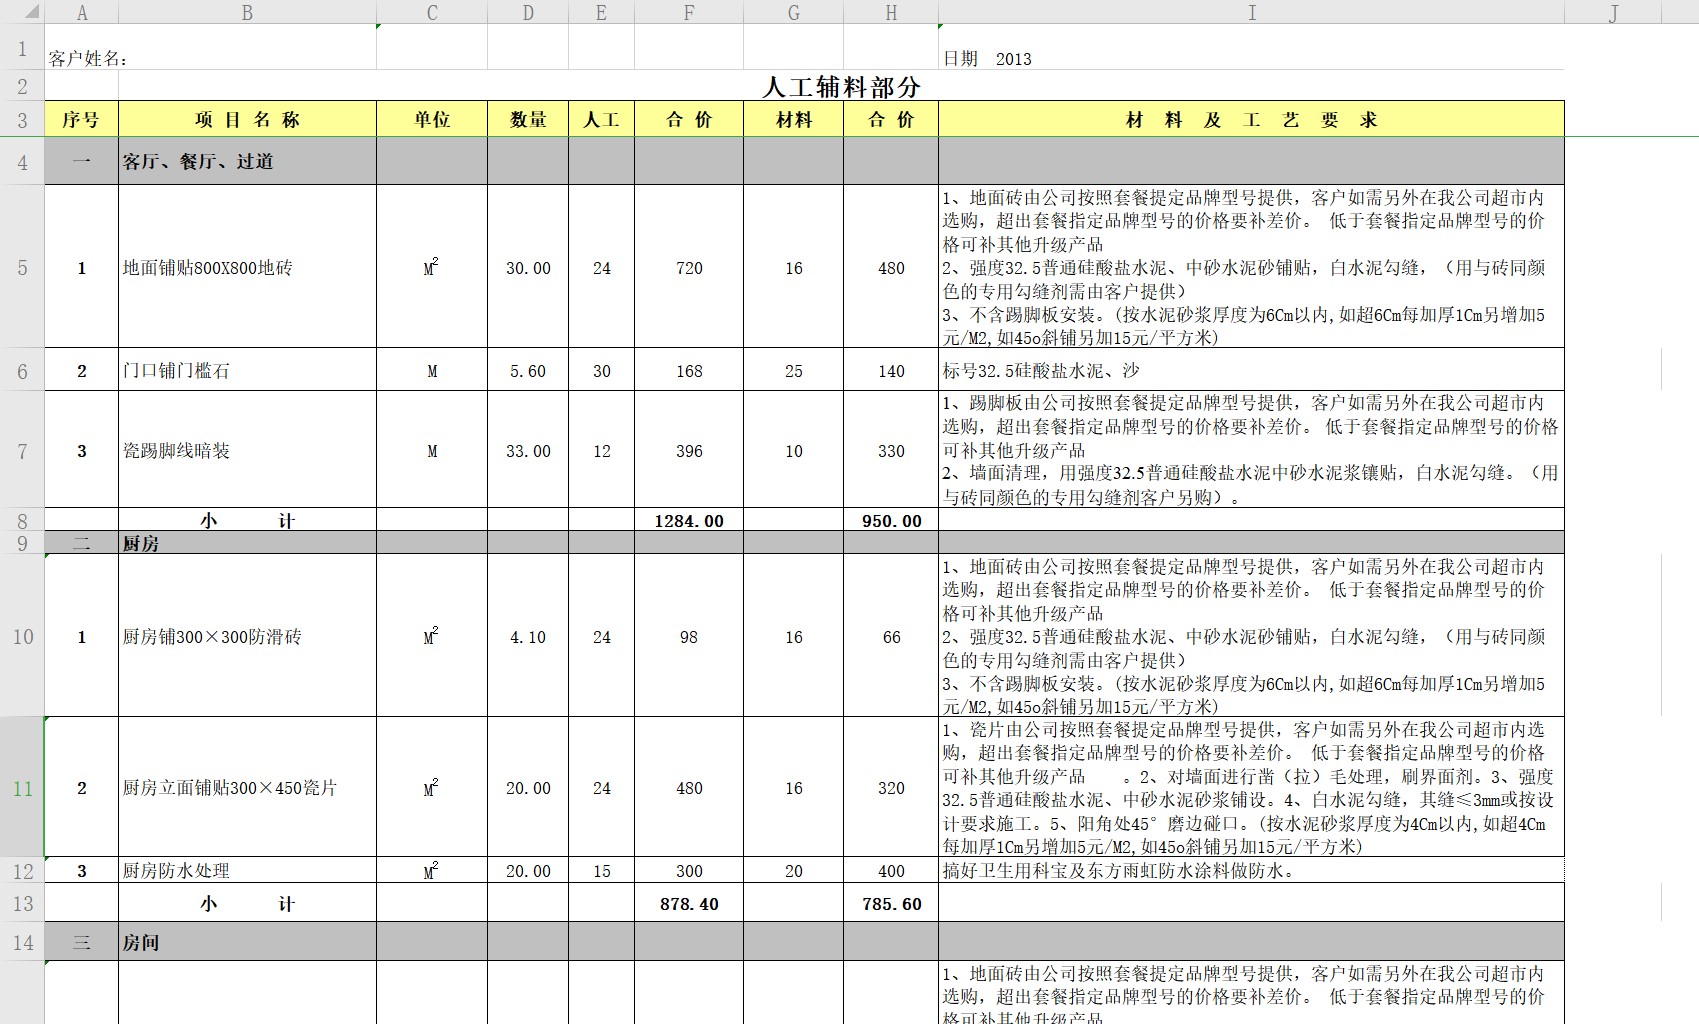 A B C D E F G H I J
1 客户姓名: 日期 2013
2 人工辅料部分
3 序号 项 目 名 称 单位 数量 人工 合 价 材料 合 价 材 料 及 工 艺 要 求
4 一 客厅、餐厅、过道
5 1 地面铺贴800X800地砖 M² 30.00 24 720 16 480
1、地面砖由公司按照套餐提定品牌型号提供,客户如需另外在我公司超市内
选购,超出套餐指定品牌型号的价格要补差价。 低于套餐指定品牌型号的价
格可补其他升级产品
2、强度32.5普通硅酸盐水泥、中砂水泥砂铺贴,白水泥勾缝,(用与砖同颜
色的专用勾缝剂需由客户提供)
3、不含踢脚板安装。(按水泥砂浆厚度为6Cm以内,如超6Cm每加厚1Cm另增加5
元/M2,如45o斜铺另加15元/平方米)
6 2 门口铺门槛石 M 5.60 30 168 25 140 标号32.5硅酸盐水泥、沙
7 3 瓷踢脚线暗装 M 33.00 12 396 10 330
1、踢脚板由公司按照套餐提定品牌型号提供,客户如需另外在我公司超市内
选购,超出套餐指定品牌型号的价格要补差价。 低于套餐指定品牌型号的价格
可补其他升级产品
2、墙面清理,用强度32.5普通硅酸盐水泥中砂水泥浆镶贴,白水泥勾缝。(用
与砖同颜色的专用勾缝剂客户另购)。
8 小 计 1284.00 950.00
9 二 厨房
10 1 厨房铺300×300防滑砖 M² 4.10 24 98 16 66
1、地面砖由公司按照套餐提定品牌型号提供,客户如需另外在我公司超市内
选购,超出套餐指定品牌型号的价格要补差价。 低于套餐指定品牌型号的价
格可补其他升级产品
2、强度32.5普通硅酸盐水泥、中砂水泥砂铺贴,白水泥勾缝,(用与砖同颜
色的专用勾缝剂需由客户提供)
3、不含踢脚板安装。(按水泥砂浆厚度为6Cm以内,如超6Cm每加厚1Cm另增加5
元/M2,如45o斜铺另加15元/平方米)
11 2 厨房立面铺贴300×450瓷片 M² 20.00 24 480 16 320
1、瓷片由公司按照套餐提定品牌型号提供,客户如需另外在我公司超市内选
购,超出套餐指定品牌型号的价格要补差价。 低于套餐指定品牌型号的价格
可补其他升级产品 。2、对墙面进行凿(拉)毛处理,刷界面剂。3、强度
32.5普通硅酸盐水泥、中砂水泥砂浆铺设。4、白水泥勾缝,其缝≤3mm或按设
计要求施工。5、阳角处45°磨边碰口。(按水泥砂浆厚度为4Cm以内,如超4Cm
每加厚1Cm另增加5元/M2,如45o斜铺另加15元/平方米)
12 3 厨房防水处理 M² 20.00 15 300 20 400 搞好卫生用科宝及东方雨虹防水涂料做防水。
13 小 计 878.40 785.60
14 三 房间
1、地面砖由公司按照套餐提定品牌型号提供,客户如需另外在我公司超市内
选购,超出套餐指定品牌型号的价格要补差价。 低于套餐指定品牌型号的价
格可补其他升级产品